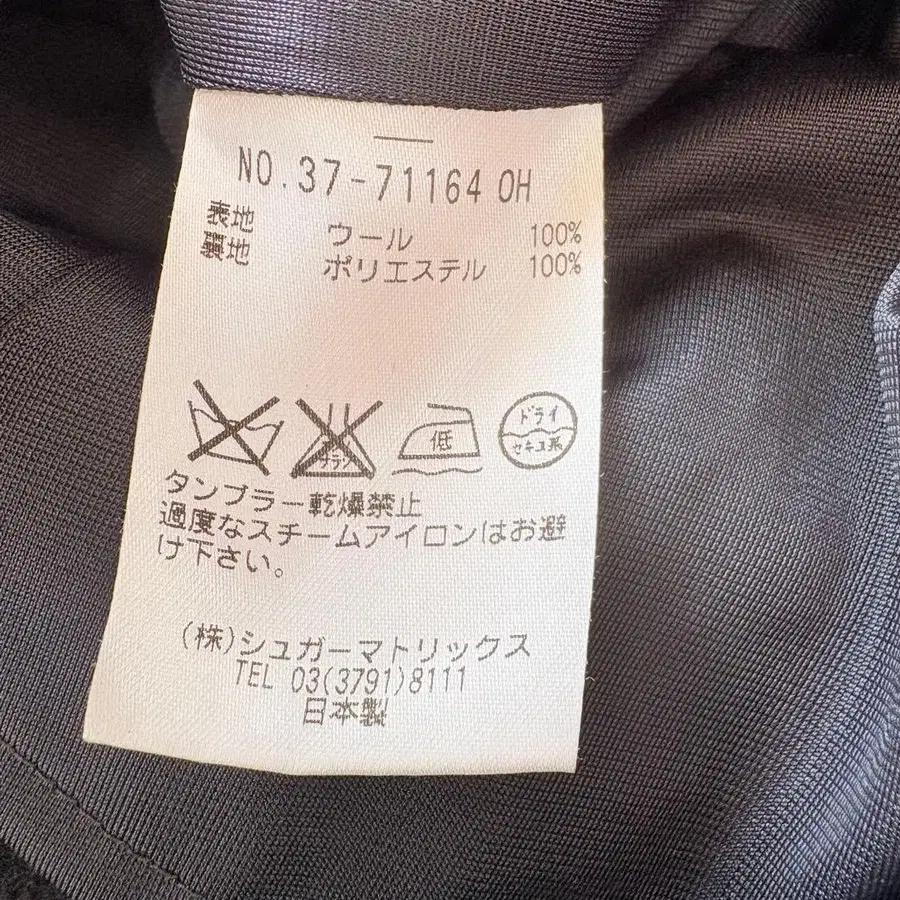 NO.37-71164 OH
表地 ウール 100%
裏地 ポリエステル 100%
低
ドライ
セキユ系
タンブラー乾燥禁止
過度なスチームアイロンはお避
け下さい。
(株)シュガーマトリックス
TEL 03(3791)8111
日本製